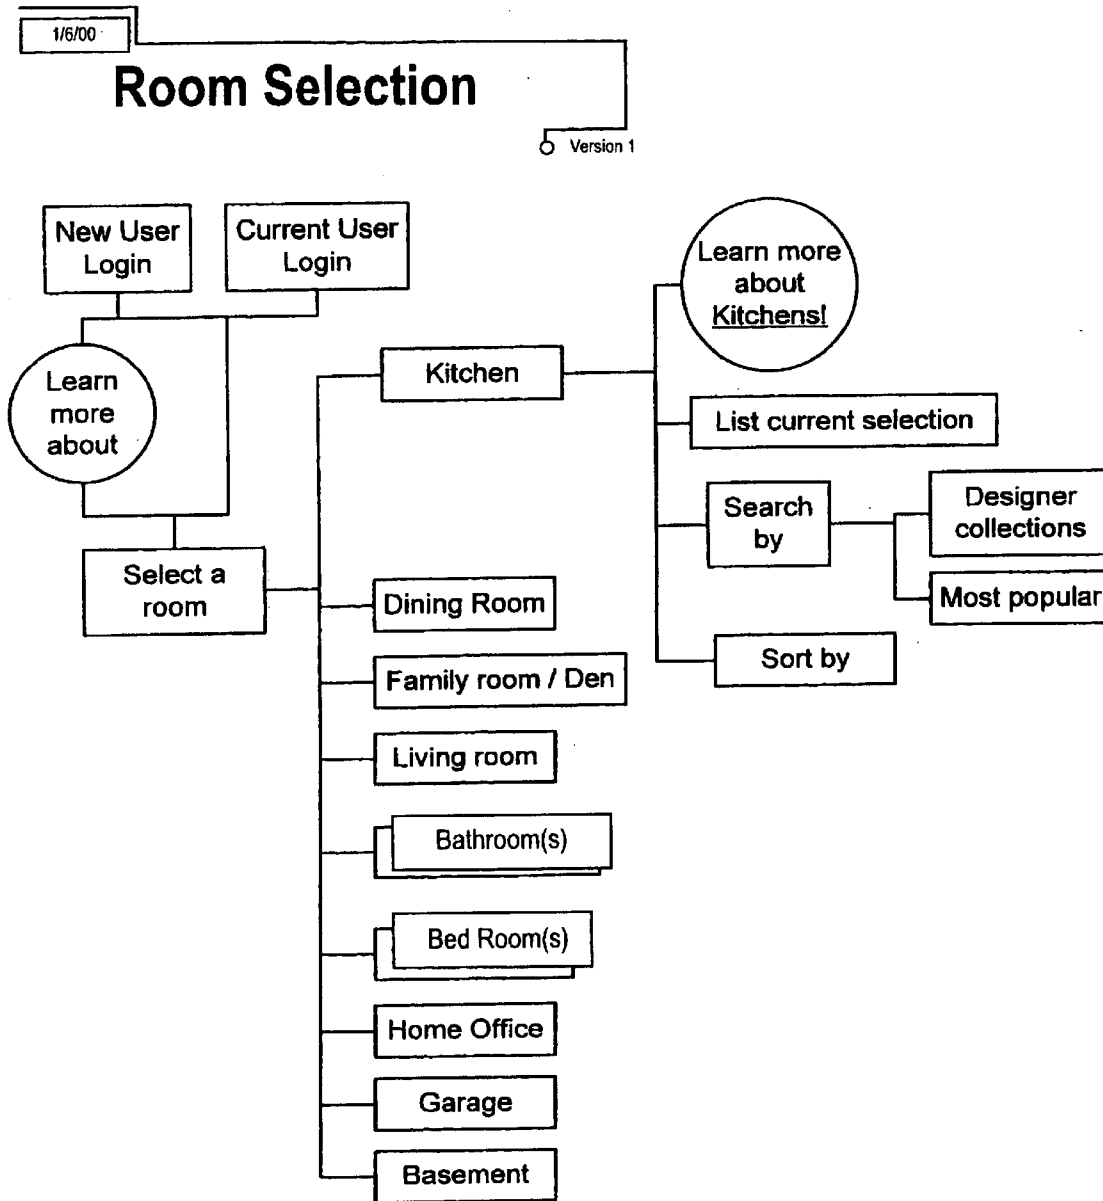 1/6/00
Room Selection
Version 1
New User
Login
Current User
Login
Learn more
about
Kitchens!
Learn
more
about
Kitchen
List current selection
Search
by
Designer
collections
Most popular
Sort by
Select a
room
Dining Room
Family room / Den
Living room
Bathroom(s)
Bed Room(s)
Home Office
Garage
Basement